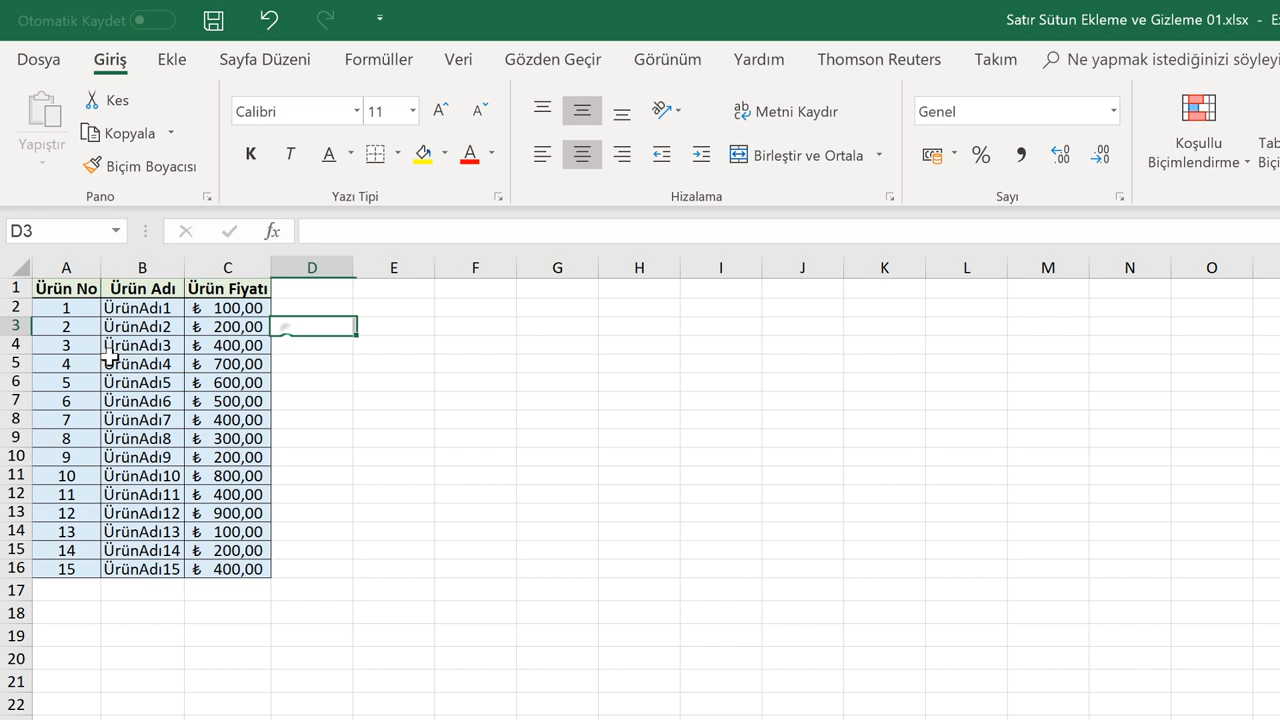 Otomatik Kaydet
Satır Sütun Ekleme ve Gizleme 01.xlsx -
Dosya Giriş Ekle Sayfa Düzeni Formüller Veri Gözden Geçir Görünüm Yardım Thomson Reuters Takım Ne yapmak istediğinizi söyleyi
Yapıştır
Kes
Kopyala
Biçim Boyacısı
Pano
Calibri 11 A A
K T A A
Yazı Tipi
Metni Kaydır
Birleştir ve Ortala
Hizalama
Genel
% , ,00 ,00
Sayı
Koşullu
Biçimlendirme
D3 fx
A B C D E F G H I J K L M N O
1 Ürün No Ürün Adı Ürün Fiyatı
2 1 ÜrünAdı1 ₺ 100,00
3 2 ÜrünAdı2 ₺ 200,00
4 3 ÜrünAdı3 ₺ 400,00
5 4 ÜrünAdı4 ₺ 700,00
6 5 ÜrünAdı5 ₺ 600,00
7 6 ÜrünAdı6 ₺ 500,00
8 7 ÜrünAdı7 ₺ 400,00
9 8 ÜrünAdı8 ₺ 300,00
10 9 ÜrünAdı9 ₺ 200,00
11 10 ÜrünAdı10 ₺ 800,00
12 11 ÜrünAdı11 ₺ 400,00
13 12 ÜrünAdı12 ₺ 900,00
14 13 ÜrünAdı13 ₺ 100,00
15 14 ÜrünAdı14 ₺ 200,00
16 15 ÜrünAdı15 ₺ 400,00
17
18
19
20
21
22